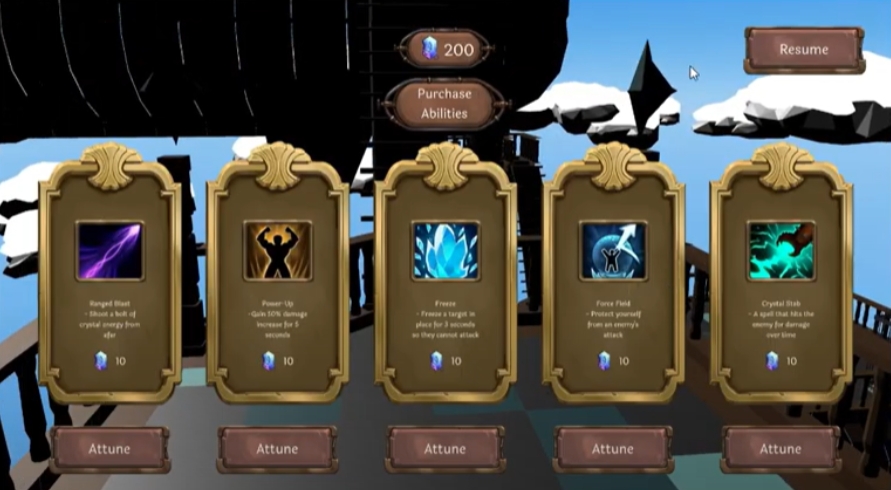 200
Resume
Purchase
Abilities
Ranged Blast
- Shoot a bolt of
crystal energy from
afar
10
Power-Up
-Gain 50% damage
increase for 5
seconds
10
Freeze
- Freeze a target in
place for 3 seconds
so they cannot attack
10
Force Field
- Protect yourself
from an enemy's
attack
10
Crystal Stab
- A spell that hits the
enemy for damage
over time
10
Attune
Attune
Attune
Attune
Attune